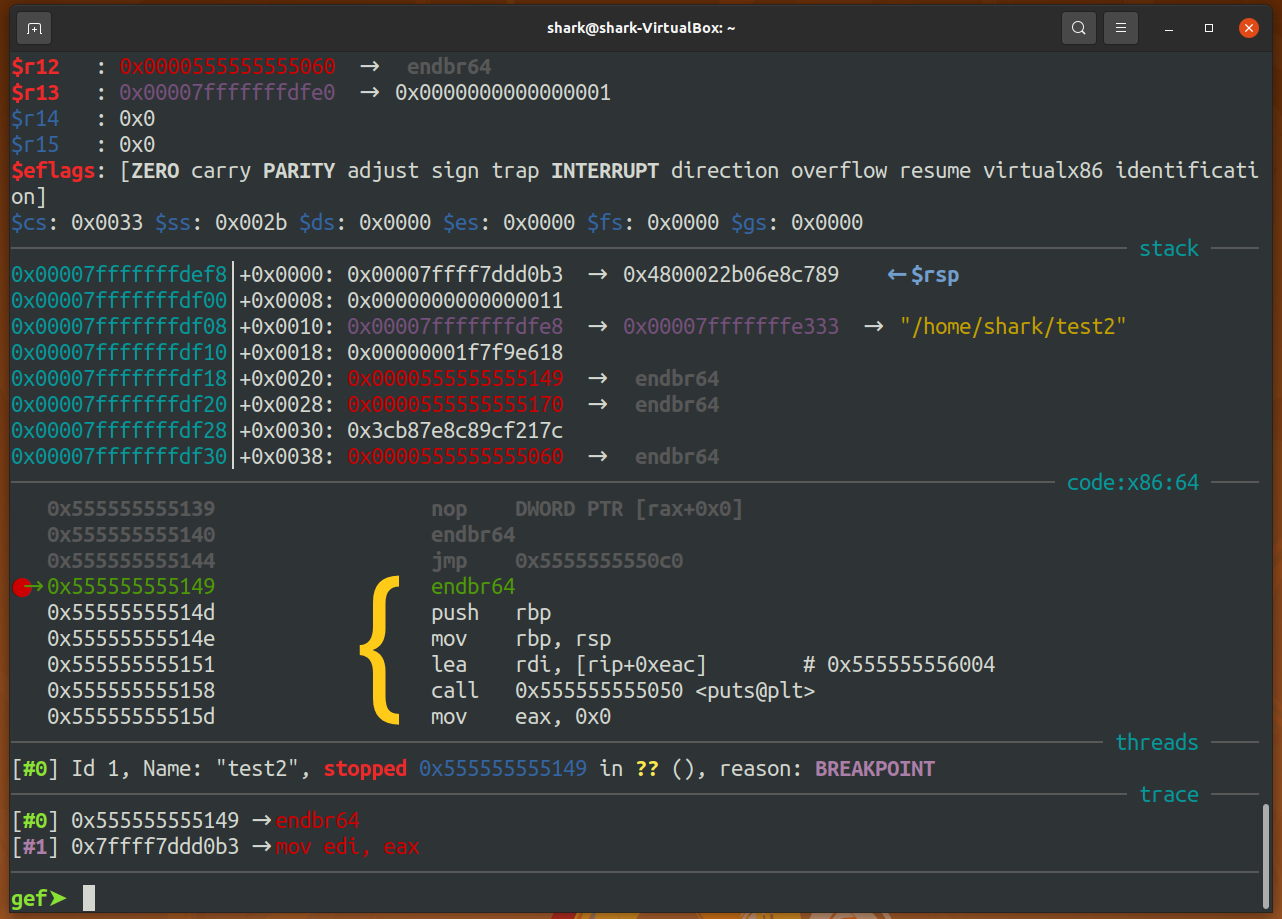 shark@shark-VirtualBox: ~
$r12   : 0x0000555555555060  →  endbr64
$r13   : 0x00007fffffffdfe0  → 0x0000000000000001
$r14   : 0x0
$r15   : 0x0
$eflags: [ZERO carry PARITY adjust sign trap INTERRUPT direction overflow resume virtualx86 identificati
on]
$cs: 0x0033 $ss: 0x002b $ds: 0x0000 $es: 0x0000 $fs: 0x0000 $gs: 0x0000
stack
0x00007fffffffdef8│+0x0000: 0x00007ffff7ddd0b3  → 0x4800022b06e8c789    ←$rsp
0x00007fffffffdf00│+0x0008: 0x0000000000000011
0x00007fffffffdf08│+0x0010: 0x00007fffffffdfe8  → 0x00007fffffffe333  → "/home/shark/test2"
0x00007fffffffdf10│+0x0018: 0x00000001f7f9e618
0x00007fffffffdf18│+0x0020: 0x0000555555555149  →  endbr64
0x00007fffffffdf20│+0x0028: 0x0000555555555170  →  endbr64
0x00007fffffffdf28│+0x0030: 0x3cb87e8c89cf217c
0x00007fffffffdf30│+0x0038: 0x0000555555555060  →  endbr64
code:x86:64
0x555555555139                  nop    DWORD PTR [rax+0x0]
0x555555555140                  endbr64
0x555555555144                  jmp    0x5555555550c0
→0x555555555149                  endbr64
0x55555555514d                  push   rbp
0x55555555514e                  mov    rbp, rsp
0x555555555151                  lea    rdi, [rip+0xeac]        # 0x555555556004
0x555555555158                  call   0x555555555050 <puts@plt>
0x55555555515d                  mov    eax, 0x0
threads
[#0] Id 1, Name: "test2", stopped 0x555555555149 in ?? (), reason: BREAKPOINT
trace
[#0] 0x555555555149 →endbr64
[#1] 0x7ffff7ddd0b3 →mov edi, eax
gef➤